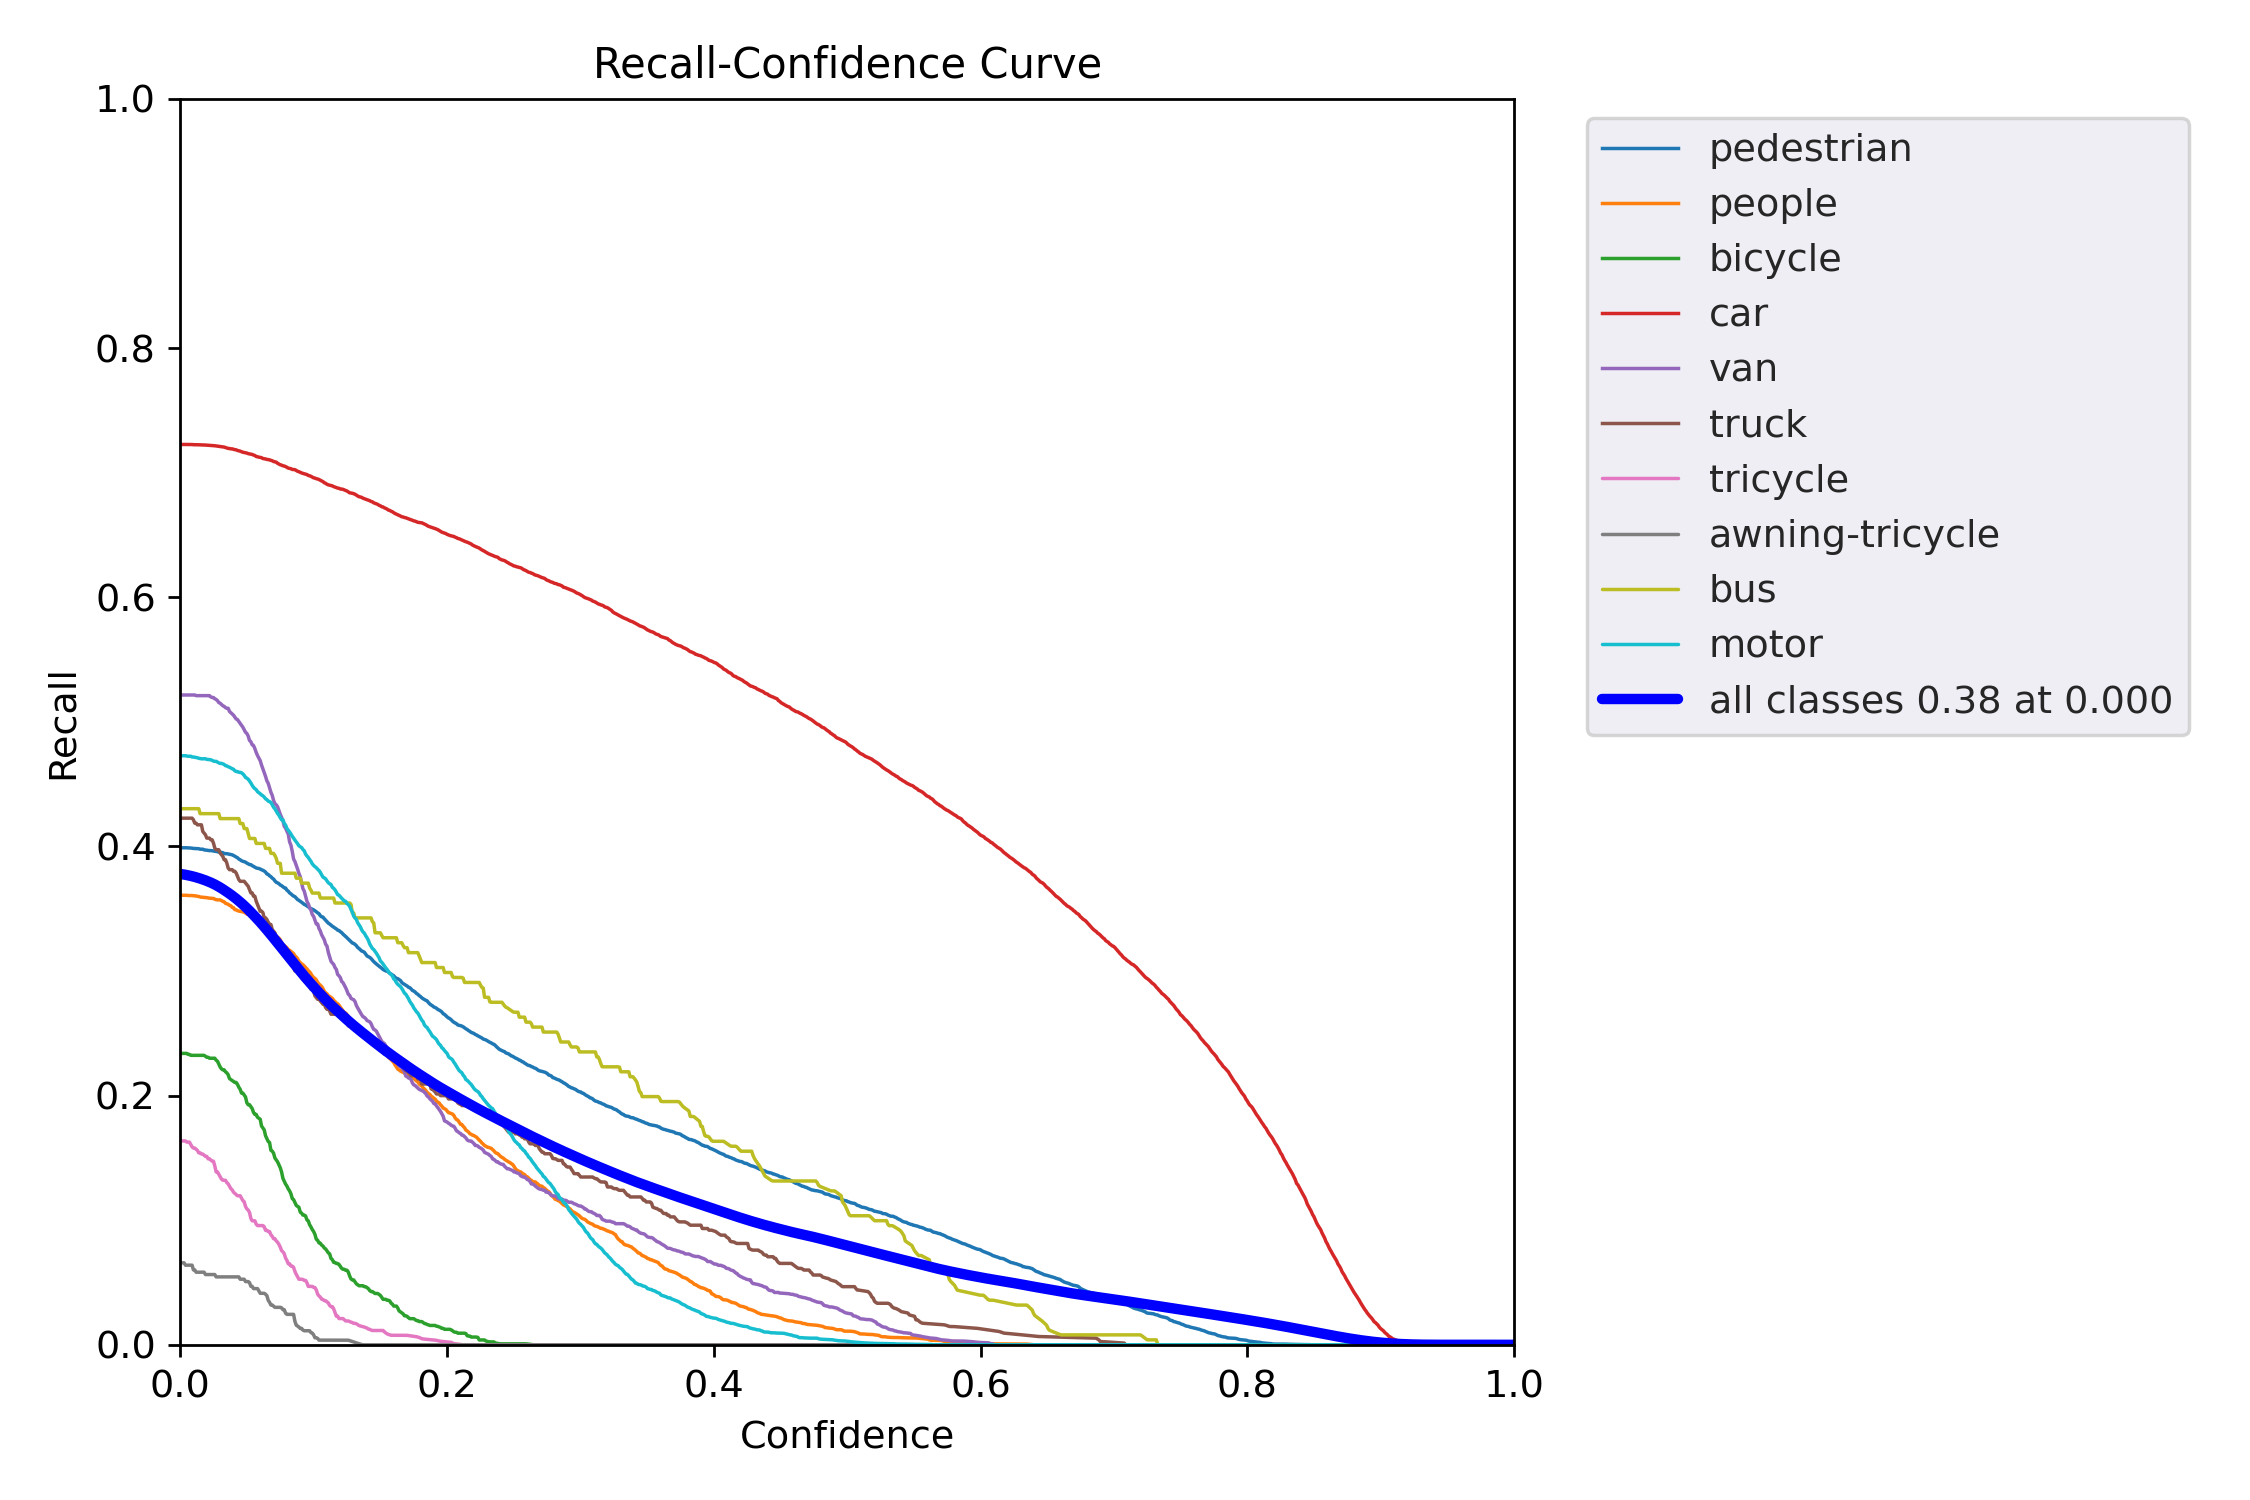 Recall-Confidence Curve
1.0
0.8
0.6
0.4
0.2
0.0
Recall
0.0 0.2 0.4 0.6 0.8 1.0
Confidence
pedestrian
people
bicycle
car
van
truck
tricycle
awning-tricycle
bus
motor
all classes 0.38 at 0.000